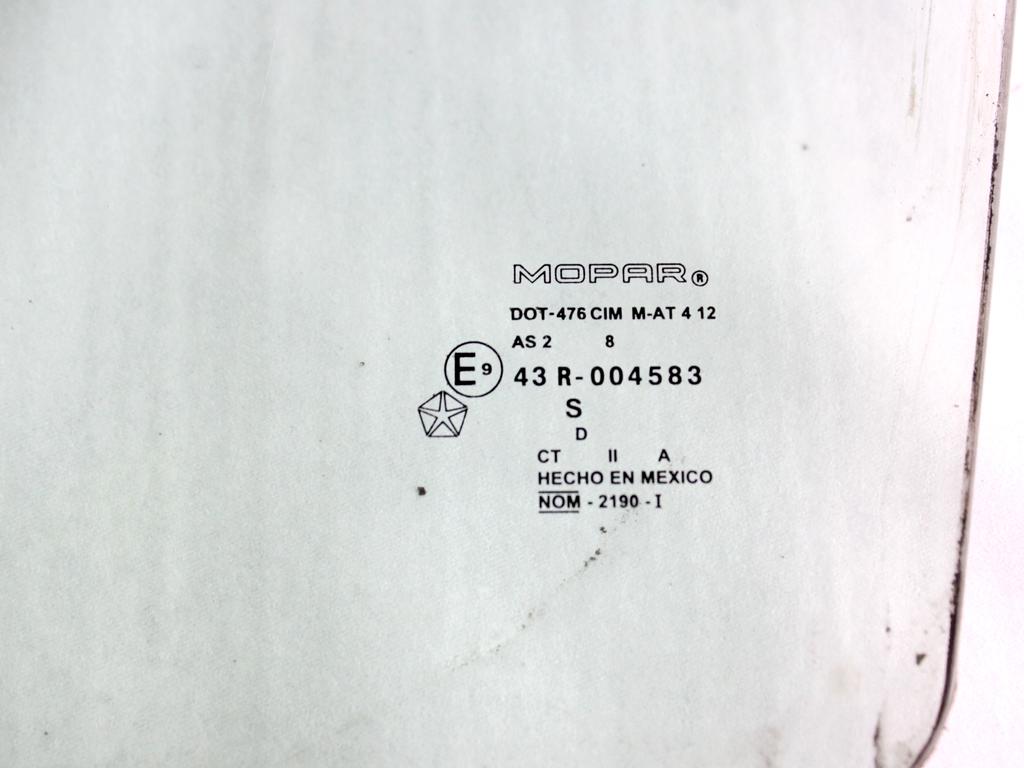 MOPAR®
DOT-476 CIM M-AT 4 12
AS 2 8
E9 43 R-004583
S
D
CT II A
HECHO EN MEXICO
NOM - 2190 - I